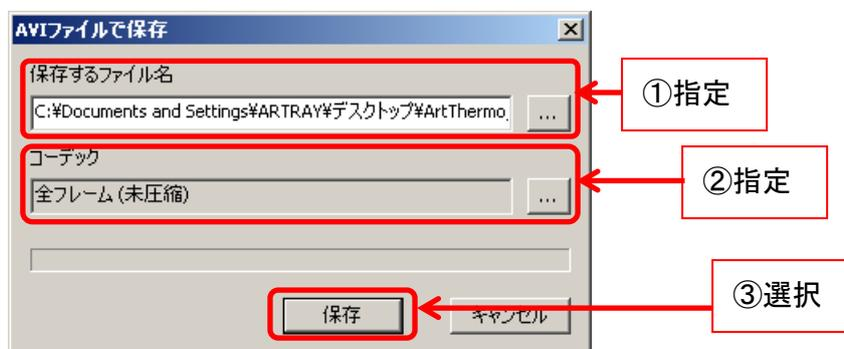 AVIファイルで保存
保存するファイル名
C:¥Documents and Settings¥ARTRAY¥デスクトップ¥ArtThermo_
...
①指定
コーデック
全フレーム (未圧縮)
...
②指定
保存
キャンセル
③選択